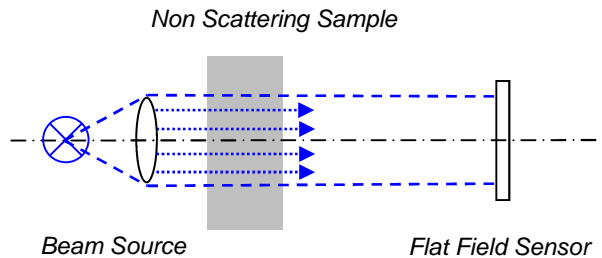 Non Scattering Sample
Beam Source
Flat Field Sensor